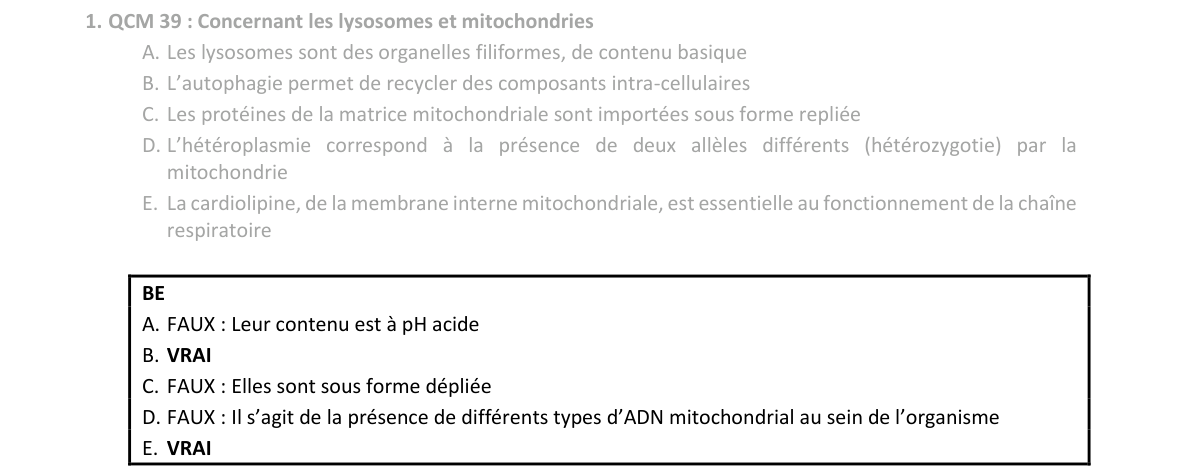 1. QCM 39 : Concernant les lysosomes et mitochondries
A. Les lysosomes sont des organelles filiformes, de contenu basique
B. L’autophagie permet de recycler des composants intra-cellulaires
C. Les protéines de la matrice mitochondriale sont importées sous forme repliée
D. L’hétéroplasmie correspond à la présence de deux allèles différents (hétérozygotie) par la
mitochondrie
E. La cardiolipine, de la membrane interne mitochondriale, est essentielle au fonctionnement de la chaîne
respiratoire
BE
A. FAUX : Leur contenu est à pH acide
B. VRAI
C. FAUX : Elles sont sous forme dépliée
D. FAUX : Il s’agit de la présence de différents types d’ADN mitochondrial au sein de l’organisme
E. VRAI